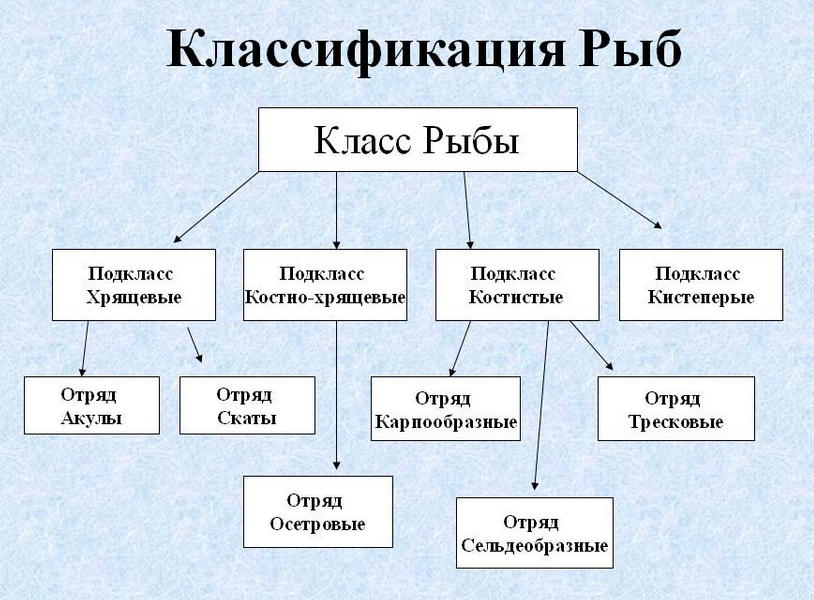 Классификация Рыб
Класс Рыбы
Подкласс
Хрящевые
Подкласс
Костно-хрящевые
Подкласс
Костистые
Подкласс
Кистеперые
Отряд
Акулы
Отряд
Скаты
Отряд
Карпообразные
Отряд
Тресковые
Отряд
Осетровые
Отряд
Сельдеобразные